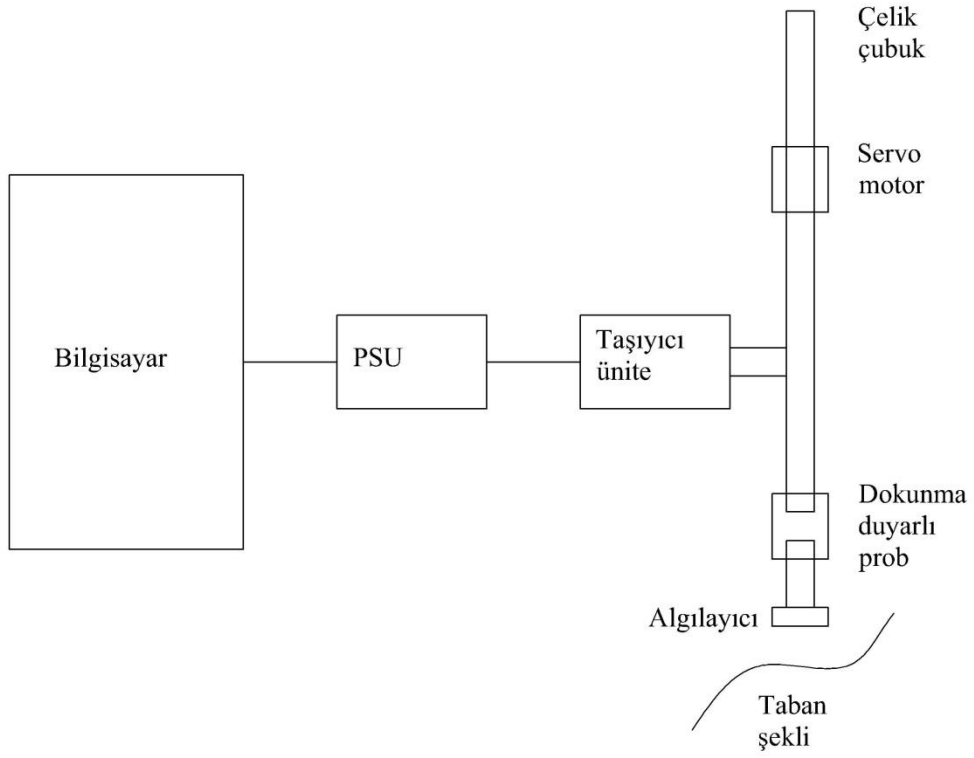 Çelik
çubuk
Servo
motor
Bilgisayar
PSU
Taşıyıcı
ünite
Dokunma
duyarlı
prob
Algılayıcı
Taban
şekli